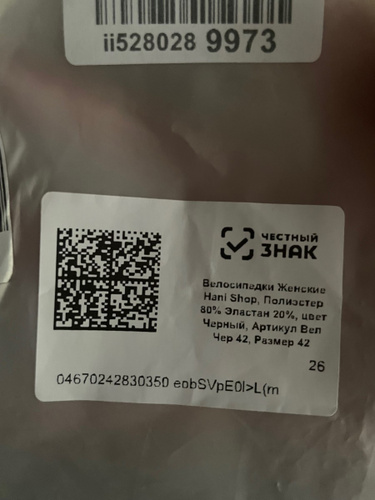 ii528028 9973
ЧЕСТНЫЙ
ЗНАК
Велосипедки Женские
Hani Shop, Полиэстер
80% Эластан 20%, цвет
Черный, Артикул Вел
Чер 42, Размер 42
26
04670242830350 eobSVpE0l>L(m